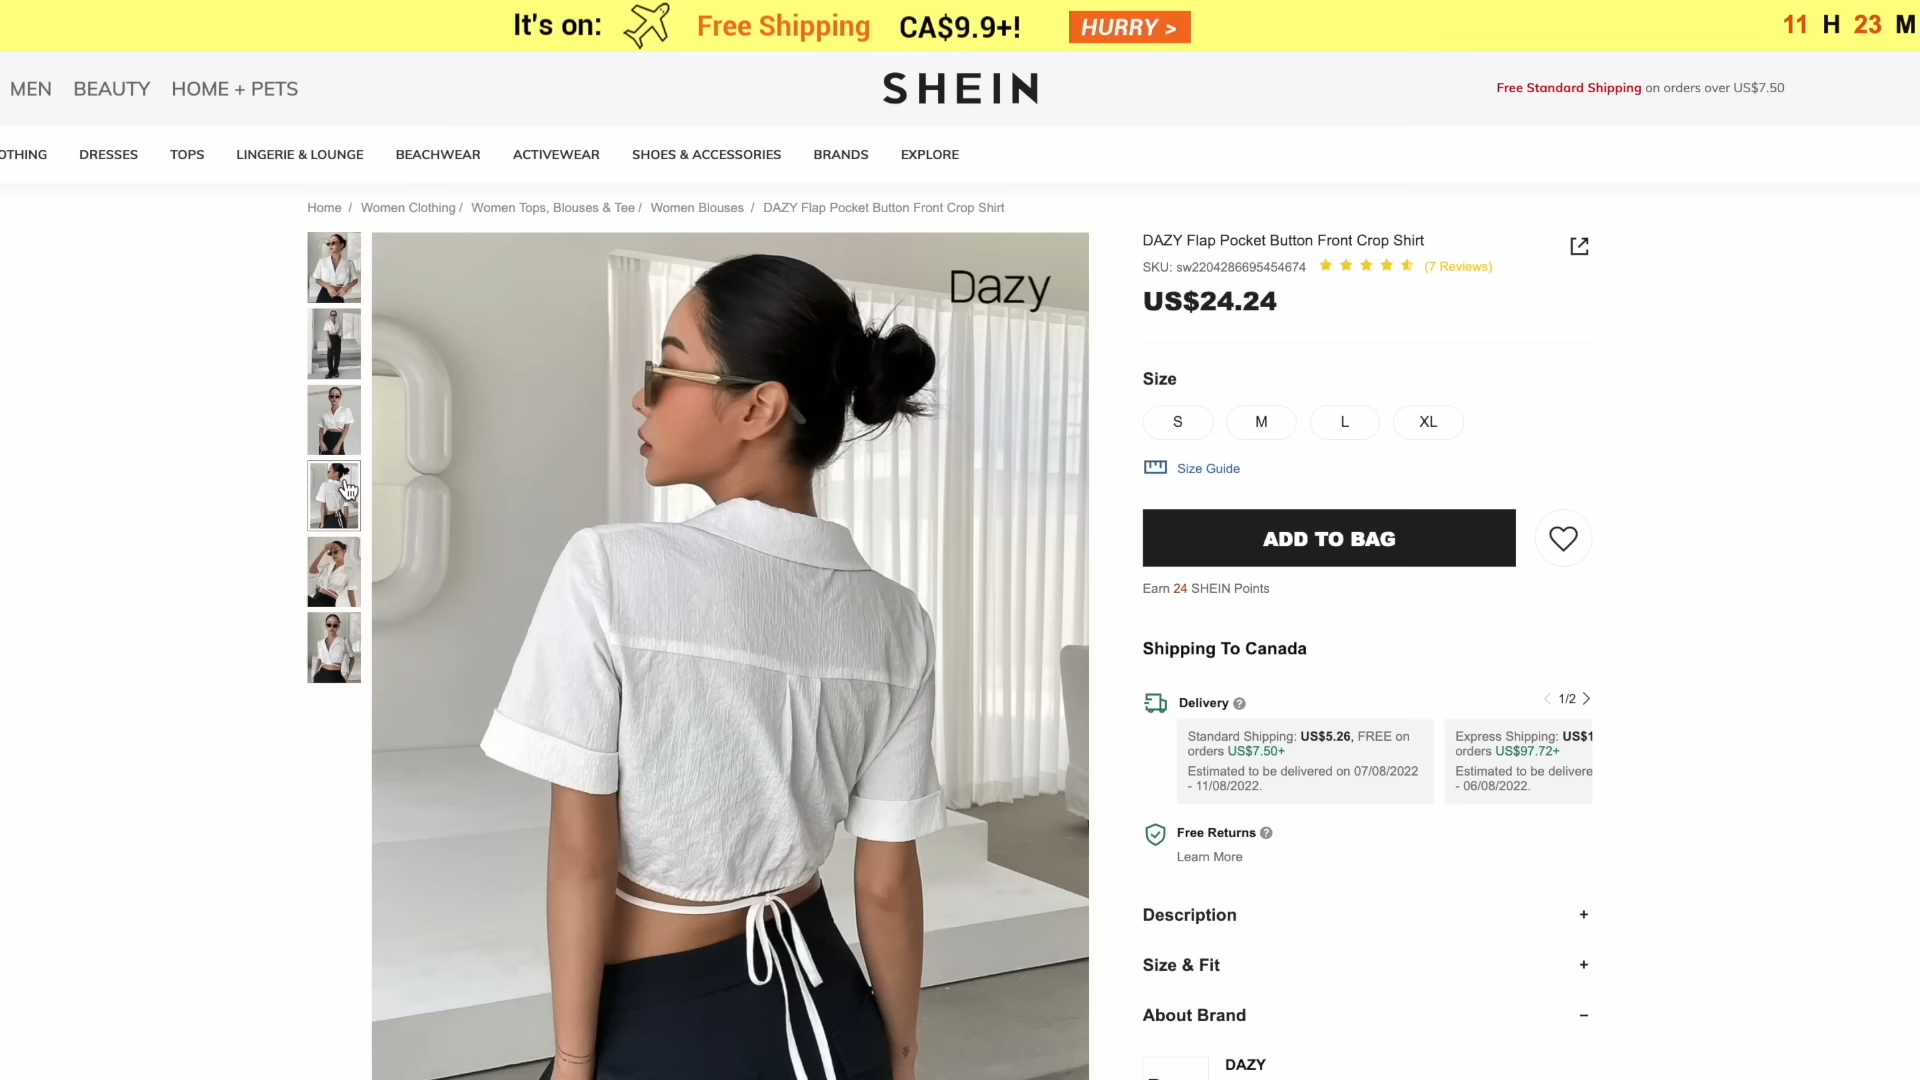 It's on: Free Shipping CA$9.9+! HURRY > 11 H 23 M
MEN BEAUTY HOME + PETS
SHEIN
Free Standard Shipping on orders over US$7.50
OTHING DRESSES TOPS LINGERIE & LOUNGE BEACHWEAR ACTIVEWEAR SHOES & ACCESSORIES BRANDS EXPLORE
Home / Women Clothing / Women Tops, Blouses & Tee / Women Blouses / DAZY Flap Pocket Button Front Crop Shirt
Dazy
DAZY Flap Pocket Button Front Crop Shirt
SKU: sw2204286695454674 (7 Reviews)
US$24.24
Size
S M L XL
Size Guide
ADD TO BAG
Earn 24 SHEIN Points
Shipping To Canada
Delivery ? 1/2
Standard Shipping: US$5.26, FREE on
orders US$7.50+
Estimated to be delivered on 07/08/2022
- 11/08/2022.
Express Shipping: US$1
orders US$97.72+
Estimated to be delivere
- 06/08/2022.
Free Returns ?
Learn More
Description +
Size & Fit +
About Brand −
DAZY